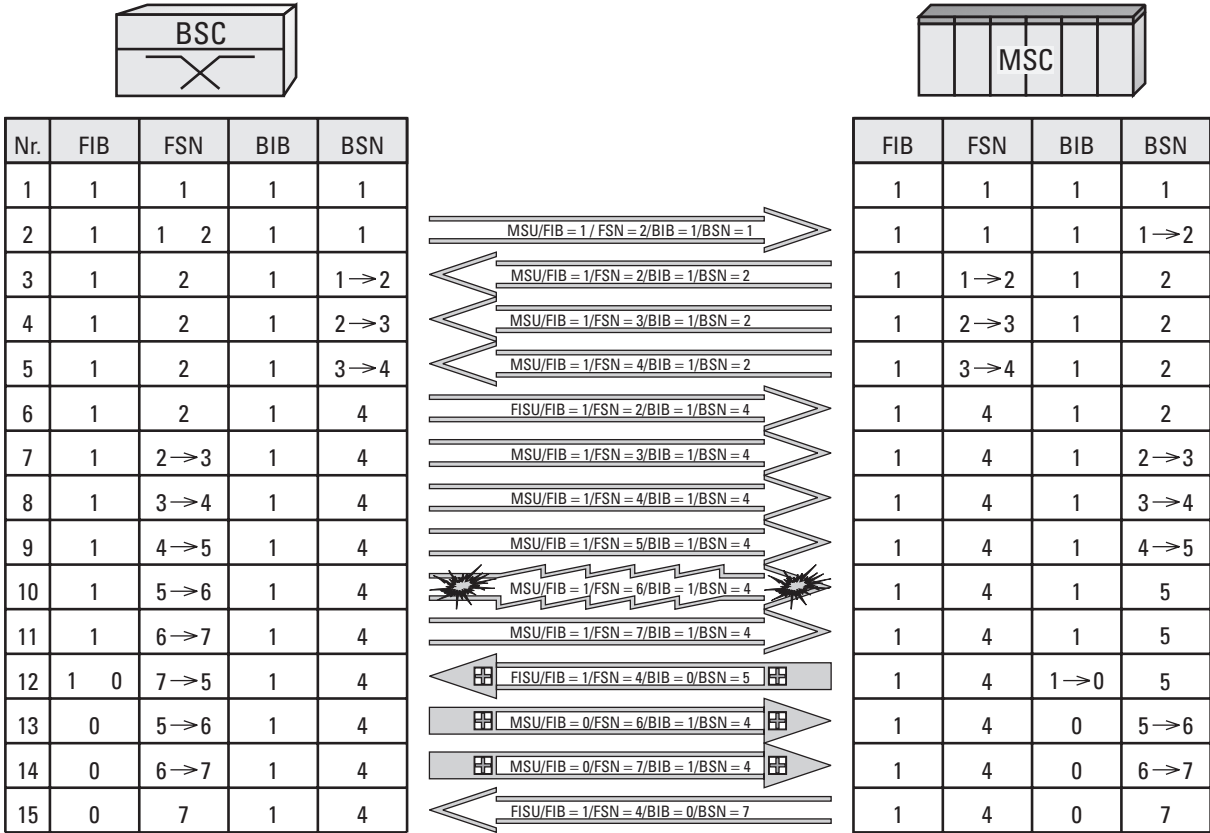 BSC MSC
Nr. FIB FSN BIB BSN FIB FSN BIB BSN
1 1 1 1 1 1 1 1 1
2 1 1 2 1 1 MSU/FIB = 1 / FSN = 2/BIB = 1/BSN = 1 1 1 1 1→2
3 1 2 1 1→2 MSU/FIB = 1/FSN = 2/BIB = 1/BSN = 2 1 1→2 1 2
4 1 2 1 2→3 MSU/FIB = 1/FSN = 3/BIB = 1/BSN = 2 1 2→3 1 2
5 1 2 1 3→4 MSU/FIB = 1/FSN = 4/BIB = 1/BSN = 2 1 3→4 1 2
6 1 2 1 4 FISU/FIB = 1/FSN = 2/BIB = 1/BSN = 4 1 4 1 2
7 1 2→3 1 4 MSU/FIB = 1/FSN = 3/BIB = 1/BSN = 4 1 4 1 2→3
8 1 3→4 1 4 MSU/FIB = 1/FSN = 4/BIB = 1/BSN = 4 1 4 1 3→4
9 1 4→5 1 4 MSU/FIB = 1/FSN = 5/BIB = 1/BSN = 4 1 4 1 4→5
10 1 5→6 1 4 MSU/FIB = 1/FSN = 6/BIB = 1/BSN = 4 1 4 1 5
11 1 6→7 1 4 MSU/FIB = 1/FSN = 7/BIB = 1/BSN = 4 1 4 1 5
12 1 0 7→5 1 4 FISU/FIB = 1/FSN = 4/BIB = 0/BSN = 5 1 4 1→0 5
13 0 5→6 1 4 MSU/FIB = 0/FSN = 6/BIB = 1/BSN = 4 1 4 0 5→6
14 0 6→7 1 4 MSU/FIB = 0/FSN = 7/BIB = 1/BSN = 4 1 4 0 6→7
15 0 7 1 4 FISU/FIB = 1/FSN = 4/BIB = 0/BSN = 7 1 4 0 7